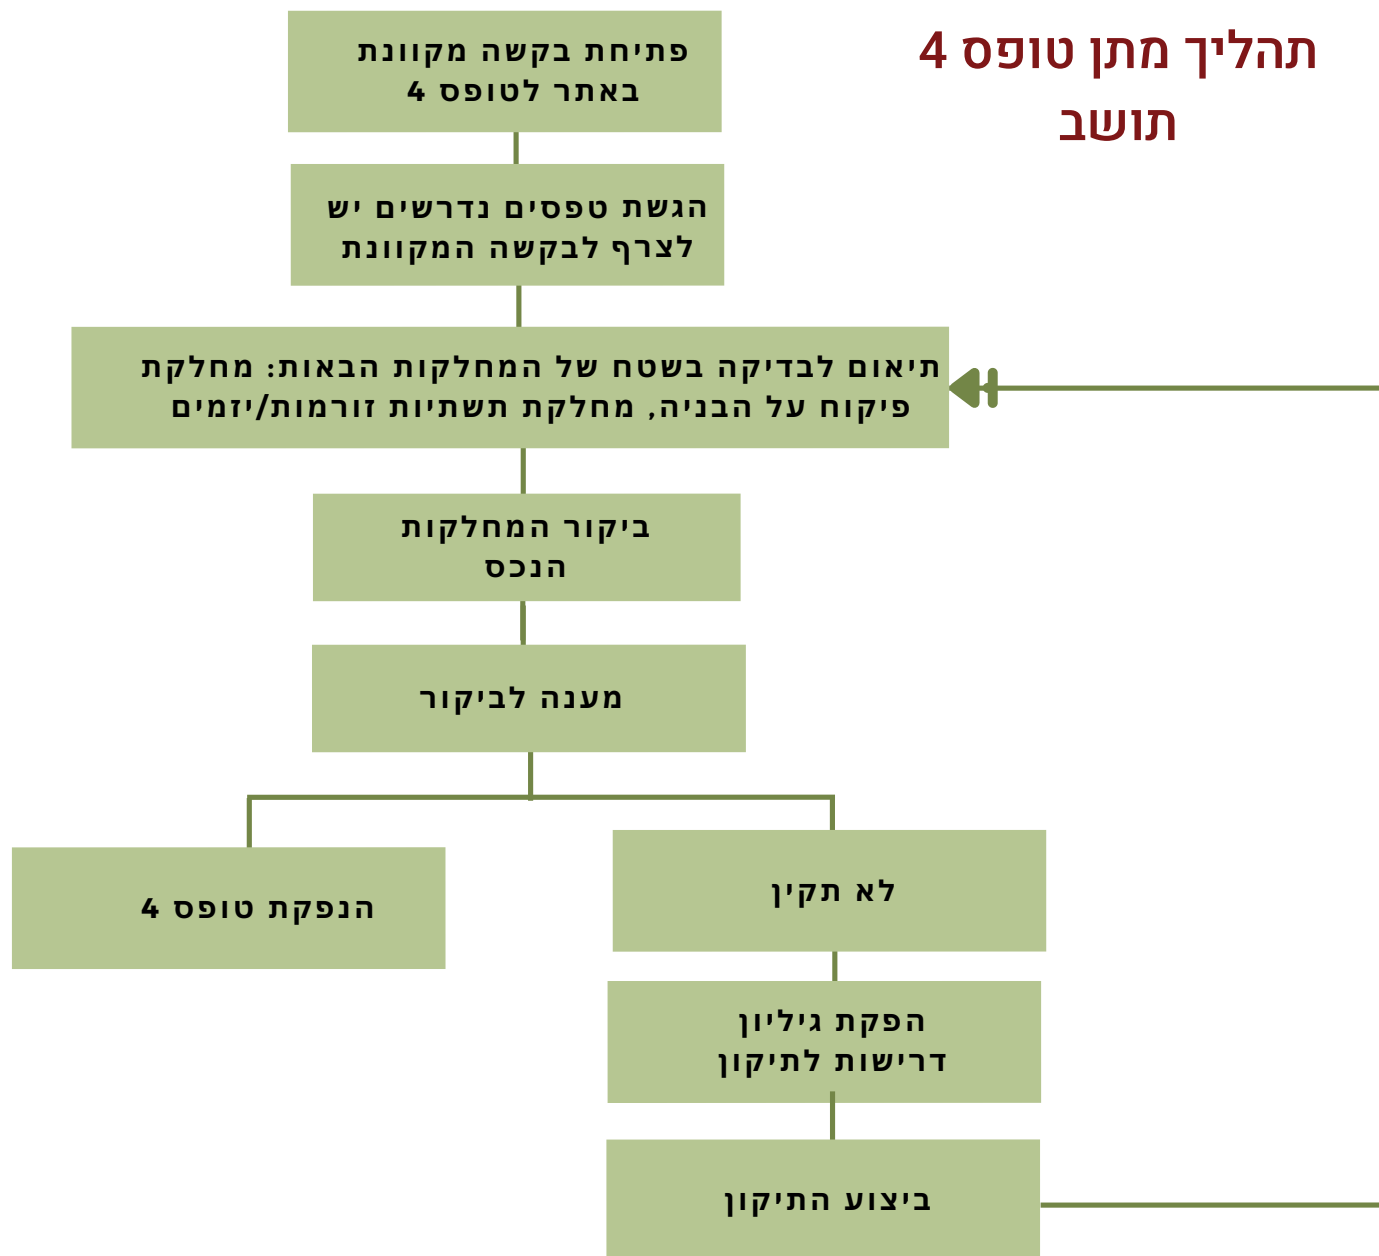 תהליך מתן טופס 4
תושב
פתיחת בקשה מקוונת
באתר לטופס 4
הגשת טפסים נדרשים יש
לצרף לבקשה המקוונת
תיאום לבדיקה בשטח של המחלקות הבאות: מחלקת
פיקוח על הבניה, מחלקת תשתיות זורמות/יזמים
ביקור המחלקות
הנכס
מענה לביקור
הנפקת טופס 4
לא תקין
הפקת גיליון
דרישות לתיקון
ביצוע התיקון